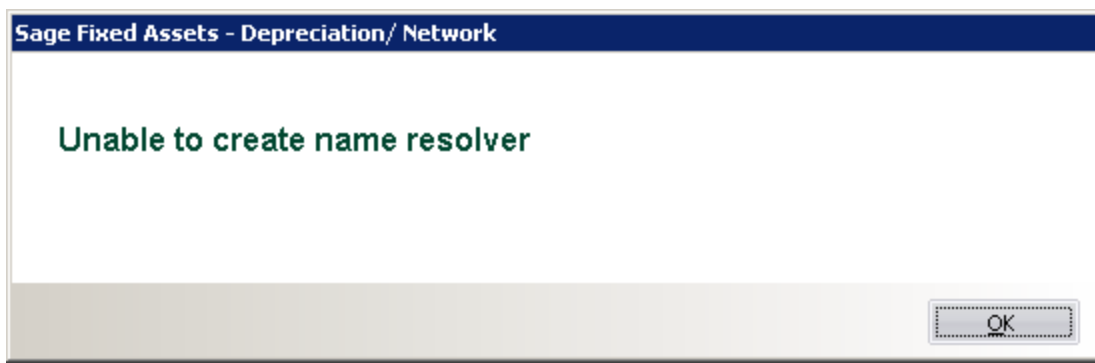 Sage Fixed Assets - Depreciation/ Network
Unable to create name resolver
OK